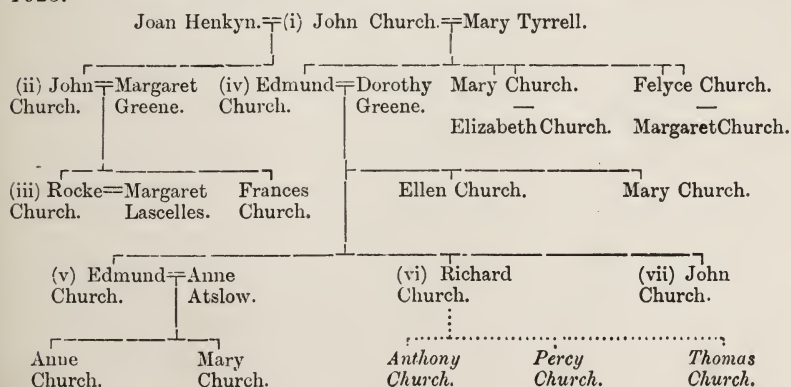 Joan Henkyn.=(i) John Church.=Mary Tyrrell.
(ii) John=Margaret (iv) Edmund=Dorothy Mary Church. Felyce Church.
Church. Greene. Church. Greene. — —
Elizabeth Church. Margaret Church.
(iii) Rocke=Margaret Frances Ellen Church. Mary Church.
Church. Lascelles. Church.
(v) Edmund=Anne (vi) Richard (vii) John
Church. Atslow. Church. Church.
Anne Mary Anthony Percy Thomas
Church. Church. Church. Church. Church.